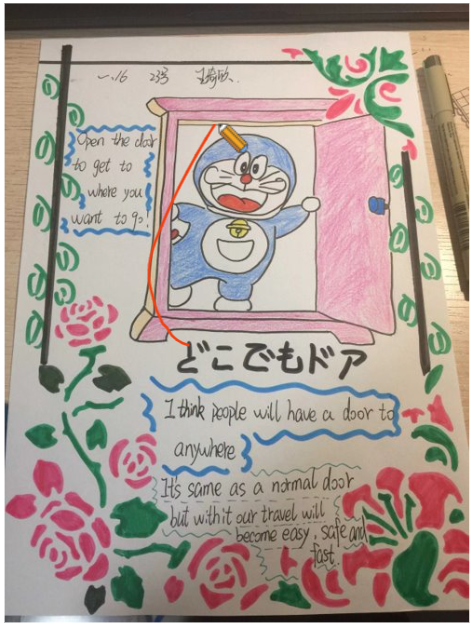 一.16 23号
Open the door
to get to
where you
want to go!
どこでもドア
I think people will have a door to
anywhere
It's same as a normal door
but with it our travel will
become easy safe and
fast.